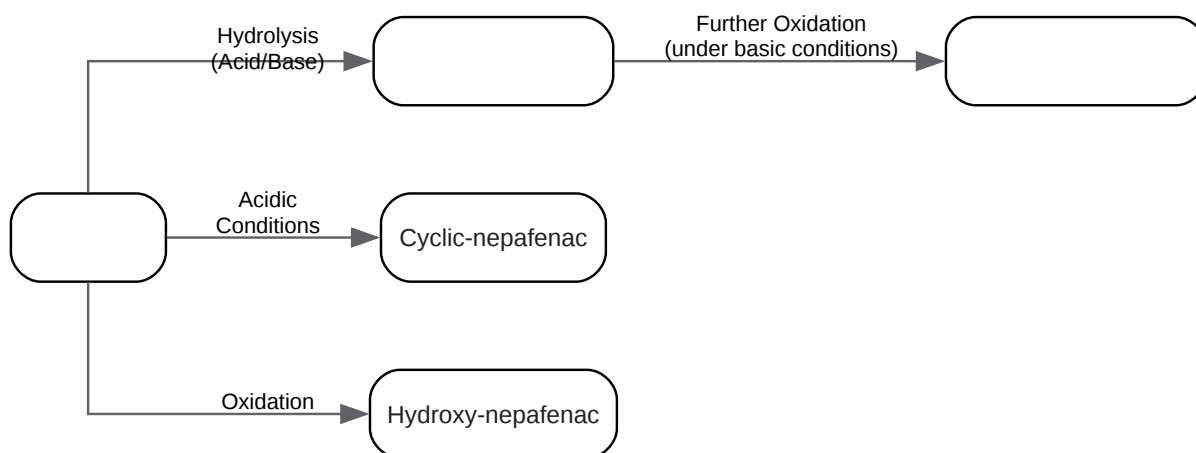 Hydrolysis
(Acid/Base)
Further Oxidation
(under basic conditions)
Acidic
Conditions
Cyclic-nepafenac
Oxidation
Hydroxy-nepafenac